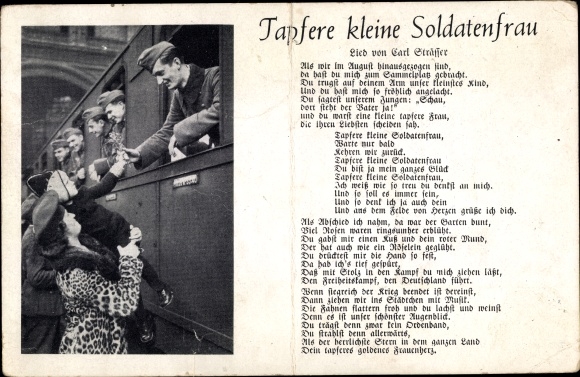 Tapfere kleine Soldatenfrau
Lied von Carl Sträßer
Als wir im August hinausgezogen sind,
da hast du mich zum Sammelplatz gebracht.
Du trugst auf deinem Arm unser kleinstes Kind,
Und du hast mich so fröhlich angelacht.
Du sagtest unserem Jungen: „Schau,
dort steht der Vater ja!“
und du warst eine kleine tapfere Frau,
die ihren Liebsten scheiden sah.
Tapfere kleine Soldatenfrau,
Warte nur bald
Kehren wir zurück.
Tapfere kleine Soldatenfrau
Du bist ja mein ganzes Glück
Tapfere kleine Soldatenfrau,
Ich weiß wie so treu du denkst an mich.
Und so soll es immer sein,
Und so denk ich ja auch dein
Und aus dem Felde von Herzen grüße ich dich.
Als Abschied ich nahm, da war der Garten bunt,
Viel Rosen waren ringsumher erblüht.
Du gabst mir einen Kuß und dein roter Mund,
Der hat auch wie ein Röselein geglüht.
Du drücktest mir die Hand so fest,
Da hab ich's tief gespürt,
Daß mit Stolz in den Kampf du mich ziehen läßt,
Den Freiheitskampf, den Deutschland führt.
Wenn siegreich der Krieg beendet ist dereinst,
Dann ziehen wir ins Städtchen mit Musik.
Die Fahnen flattern froh und du lachst und weinst
Denn es ist unser schönster Augenblick.
Du trägst denn zwar kein Ordenband,
Du strahlst denn allerwärts,
Als der herrlichste Stern in dem ganzen Land
Dein tapferes goldenes Frauenherz.